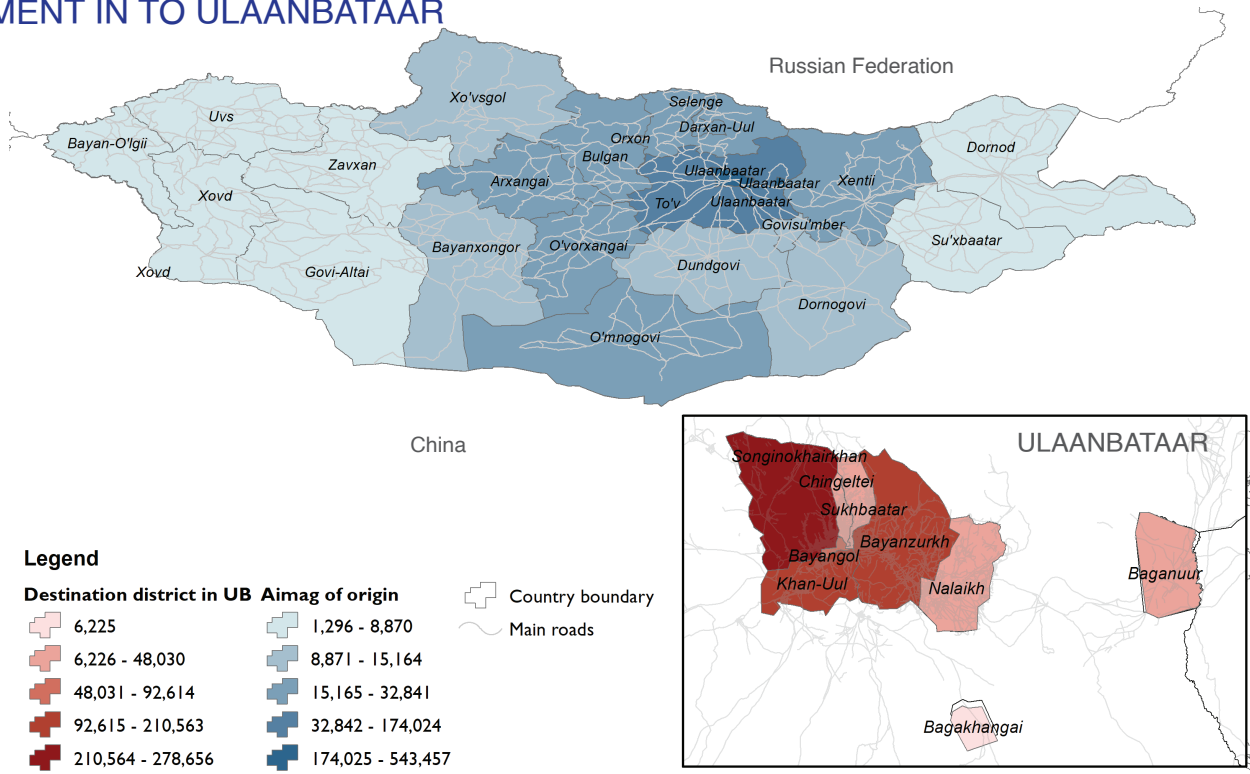 MENT IN TO ULAANBATAAR
Russian Federation
Xo'vsgol
Selenge
Uvs
Darxan-Uul
Orxon
Bayan-O'lgii
Dornod
Bulgan
Zavxan
Ulaanbaatar
Arxangai
Ulaanbaatar
Xentii
Xovd
To'v
Ulaanbaatar
Govisu'mber
Su'xbaatar
Bayanxongor
O'vorxangai
Dundgovi
Xovd
Govi-Altai
Dornogovi
O'mnogovi
China
ULAANBATAAR
Songinokhairkhan
Chingeltei
Sukhbaatar
Bayanzurkh
Bayangol
Khan-Uul
Nalaikh
Baganuur
Bagakhangai
Legend
Destination district in UB
6,225
6,226 - 48,030
48,031 - 92,614
92,615 - 210,563
210,564 - 278,656
Aimag of origin
1,296 - 8,870
8,871 - 15,164
15,165 - 32,841
32,842 - 174,024
174,025 - 543,457
Country boundary
Main roads